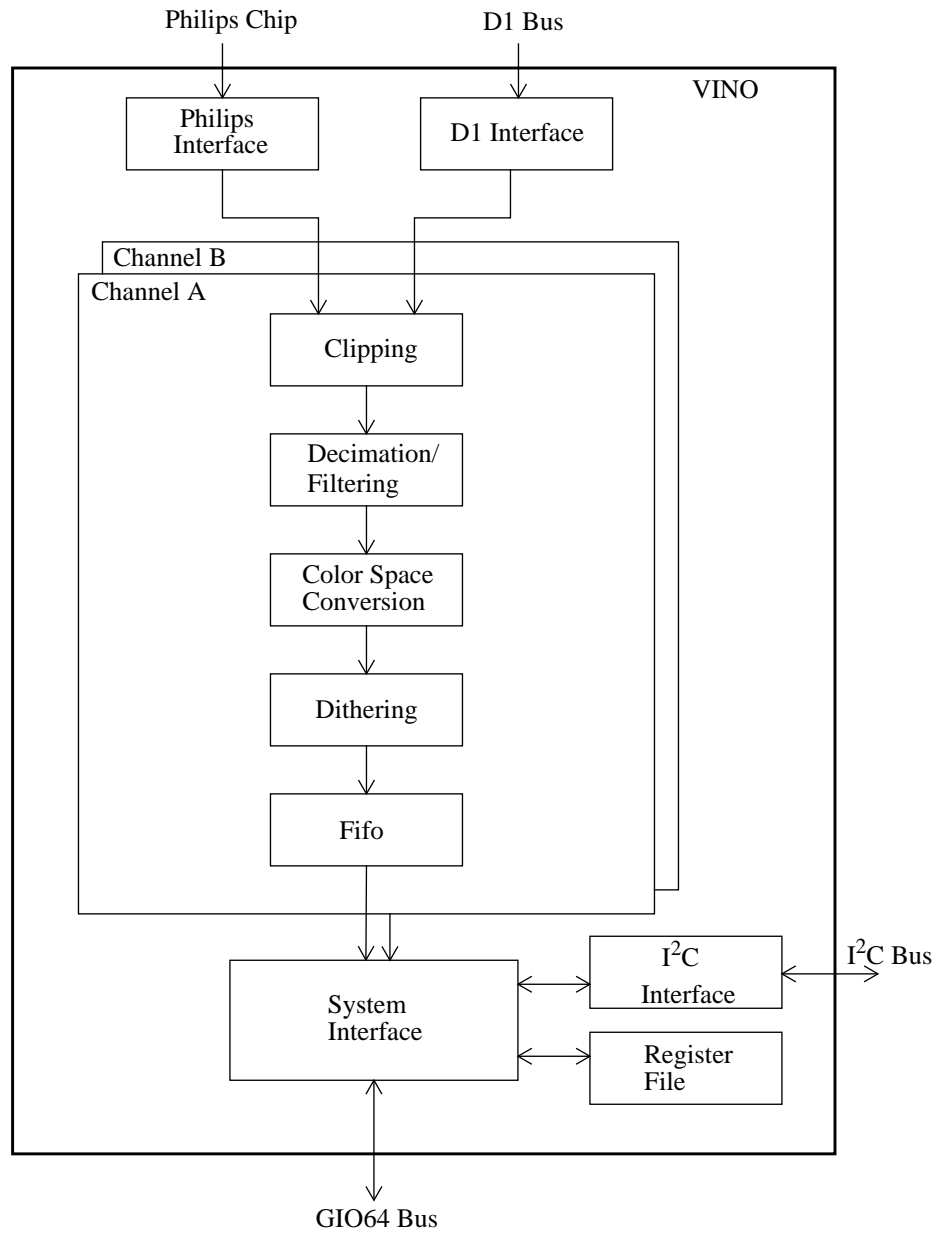 Philips Chip
D1 Bus
VINO
Philips
Interface
D1 Interface
Channel B
Channel A
Clipping
Decimation/
Filtering
Color Space
Conversion
Dithering
Fifo
System
Interface
I²C
Interface
I²C Bus
Register
File
GIO64 Bus